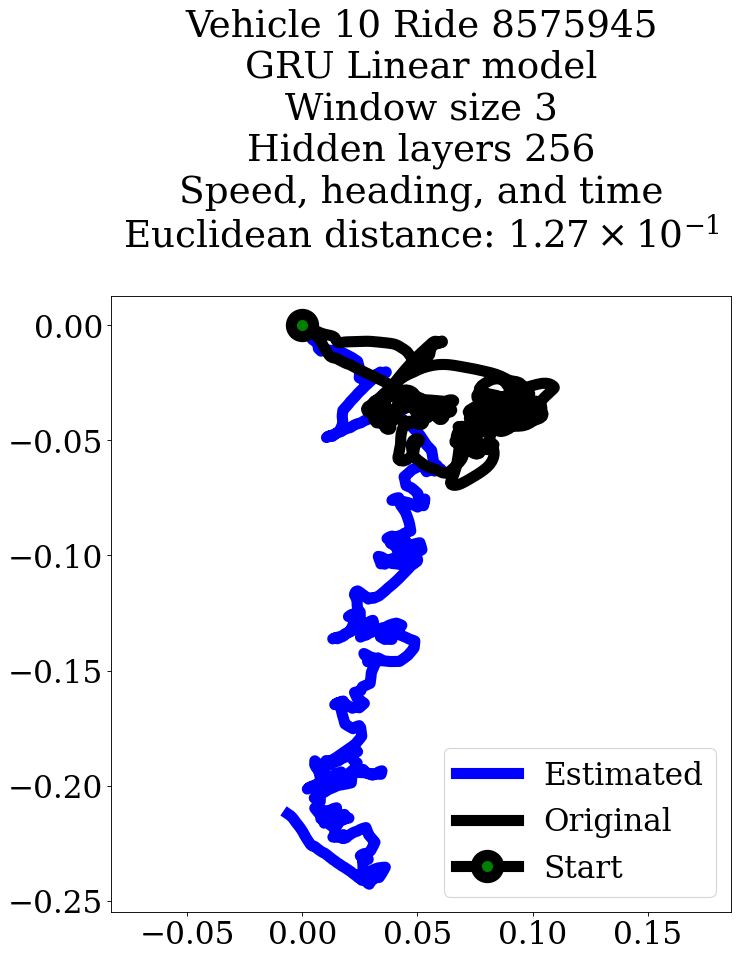 Vehicle 10 Ride 8575945
GRU Linear model
Window size 3
Hidden layers 256
Speed, heading, and time
Euclidean distance: 1.27 × 10⁻¹
0.00
−0.05
−0.10
−0.15
−0.20
−0.25
Estimated
Original
Start
−0.05 0.00 0.05 0.10 0.15